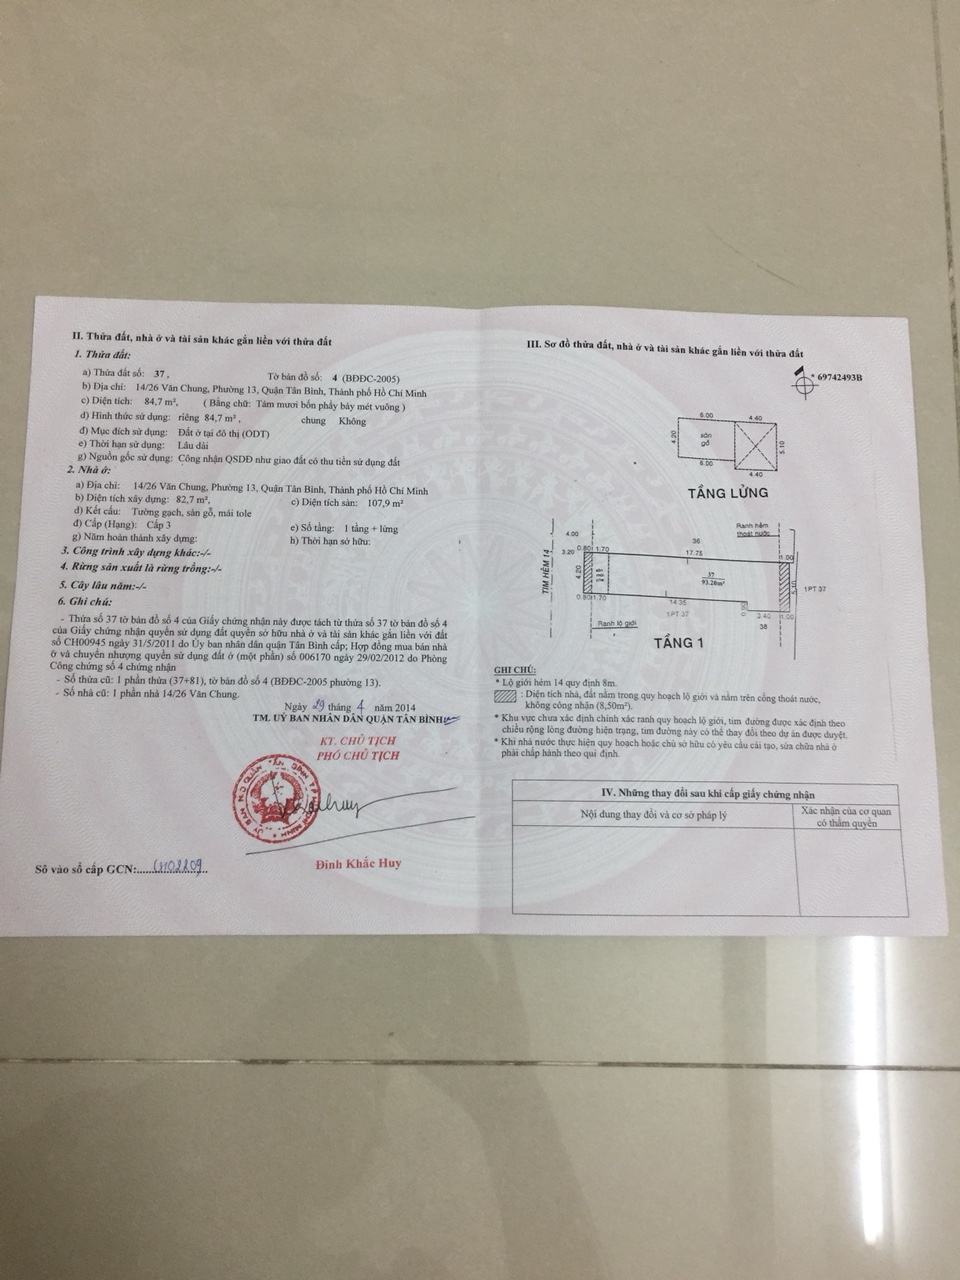 II. Thửa đất, nhà ở và tài sản khác gắn liền với thửa đất
1. Thửa đất:
a) Thửa đất số: 37, Tờ bản đồ số: 4 (BĐĐC-2005)
b) Địa chỉ: 14/26 Văn Chung, Phường 13, Quận Tân Bình, Thành phố Hồ Chí Minh
c) Diện tích: 84,7 m², ( Bằng chữ: Tám mươi bốn phẩy bảy mét vuông )
d) Hình thức sử dụng: riêng 84,7 m², chung Không
đ) Mục đích sử dụng: Đất ở tại đô thị (ODT)
e) Thời hạn sử dụng: Lâu dài
g) Nguồn gốc sử dụng: Công nhận QSDĐ như giao đất có thu tiền sử dụng đất
2. Nhà ở:
a) Địa chỉ: 14/26 Văn Chung, Phường 13, Quận Tân Bình, Thành phố Hồ Chí Minh
b) Diện tích xây dựng: 82,7 m², c) Diện tích sàn: 107,9 m²
d) Kết cấu: Tường gạch, sàn gỗ, mái tole
đ) Cấp (Hạng): Cấp 3 e) Số tầng: 1 tầng + lửng
g) Năm hoàn thành xây dựng: h) Thời hạn sở hữu:
3. Công trình xây dựng khác:-/-
4. Rừng sản xuất là rừng trồng:-/-
5. Cây lâu năm:-/-
6. Ghi chú:
- Thửa số 37 tờ bản đồ số 4 của Giấy chứng nhận này được tách từ thửa số 37 tờ bản đồ số 4
của Giấy chứng nhận quyền sử dụng đất quyền sở hữu nhà ở và tài sản khác gắn liền với đất
số CH00945 ngày 31/5/2011 do Ủy ban nhân dân quận Tân Bình cấp; Hợp đồng mua bán nhà
ở và chuyển nhượng quyền sử dụng đất ở (một phần) số 006170 ngày 29/02/2012 do Phòng
Công chứng số 4 chứng nhận
- Số thửa cũ: 1 phần thửa (37+81), tờ bản đồ số 4 (BĐĐC-2005 phường 13).
- Số nhà cũ: 1 phần nhà 14/26 Văn Chung.
Ngày 29 tháng 4 năm 2014
TM. UỶ BAN NHÂN DÂN QUẬN TÂN BÌNH
KT. CHỦ TỊCH
PHÓ CHỦ TỊCH
Đinh Khắc Huy
Số vào sổ cấp GCN:......CH02209..
III. Sơ đồ thửa đất, nhà ở và tài sản khác gắn liền với thửa đất
* 69742493B
6.00
4.40
4.20
sàn
gỗ
5.10
6.00
4.40
TẦNG LỬNG
Ranh hẻm
thoát nước
4.00
36
3.20
0.80
1.70
17.75
1.00
TIM HẺM 14
4.20
37
93.20m²
5.10
1PT 37
0.80
1.70
14.35
3.40
1.00
1PT 37
38
Ranh lộ giới
TẦNG 1
GHI CHÚ:
* Lộ giới hẻm 14 quy định 8m.
: Diện tích nhà, đất nằm trong quy hoạch lộ giới và nằm trên cống thoát nước,
không công nhận (8,50m²).
* Khu vực chưa xác định chính xác ranh quy hoạch lộ giới, tim đường được xác định theo
chiều rộng lòng đường hiện trạng, tim đường này có thể thay đổi theo dự án được duyệt.
* Khi nhà nước thực hiện quy hoạch hoặc chủ sở hữu có yêu cầu cải tạo, sửa chữa nhà ở
phải chấp hành theo qui định.
IV. Những thay đổi sau khi cấp giấy chứng nhận
Nội dung thay đổi và cơ sở pháp lý
Xác nhận của cơ quan
có thẩm quyền